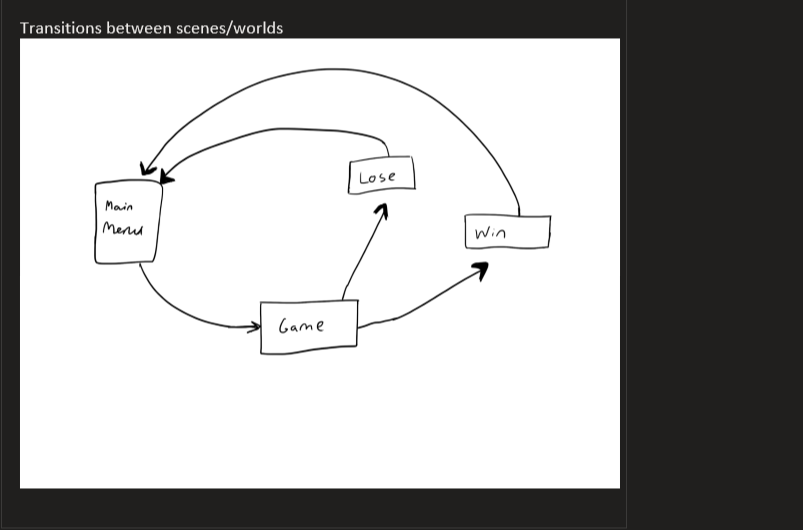 Transitions between scenes/worlds
Lose
Main
Menu
Win
Game